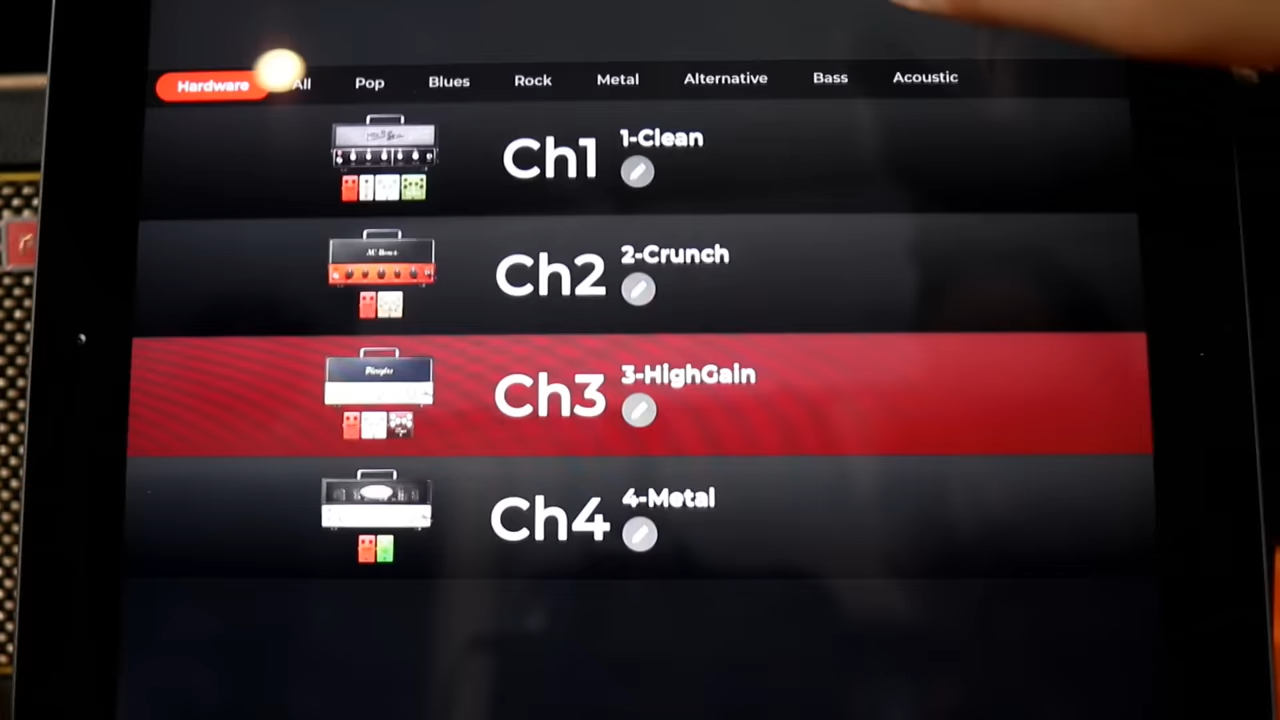 Hardware All Pop Blues Rock Metal Alternative Bass Acoustic
Ch1 1-Clean
Ch2 2-Crunch
Ch3 3-HighGain
Ch4 4-Metal